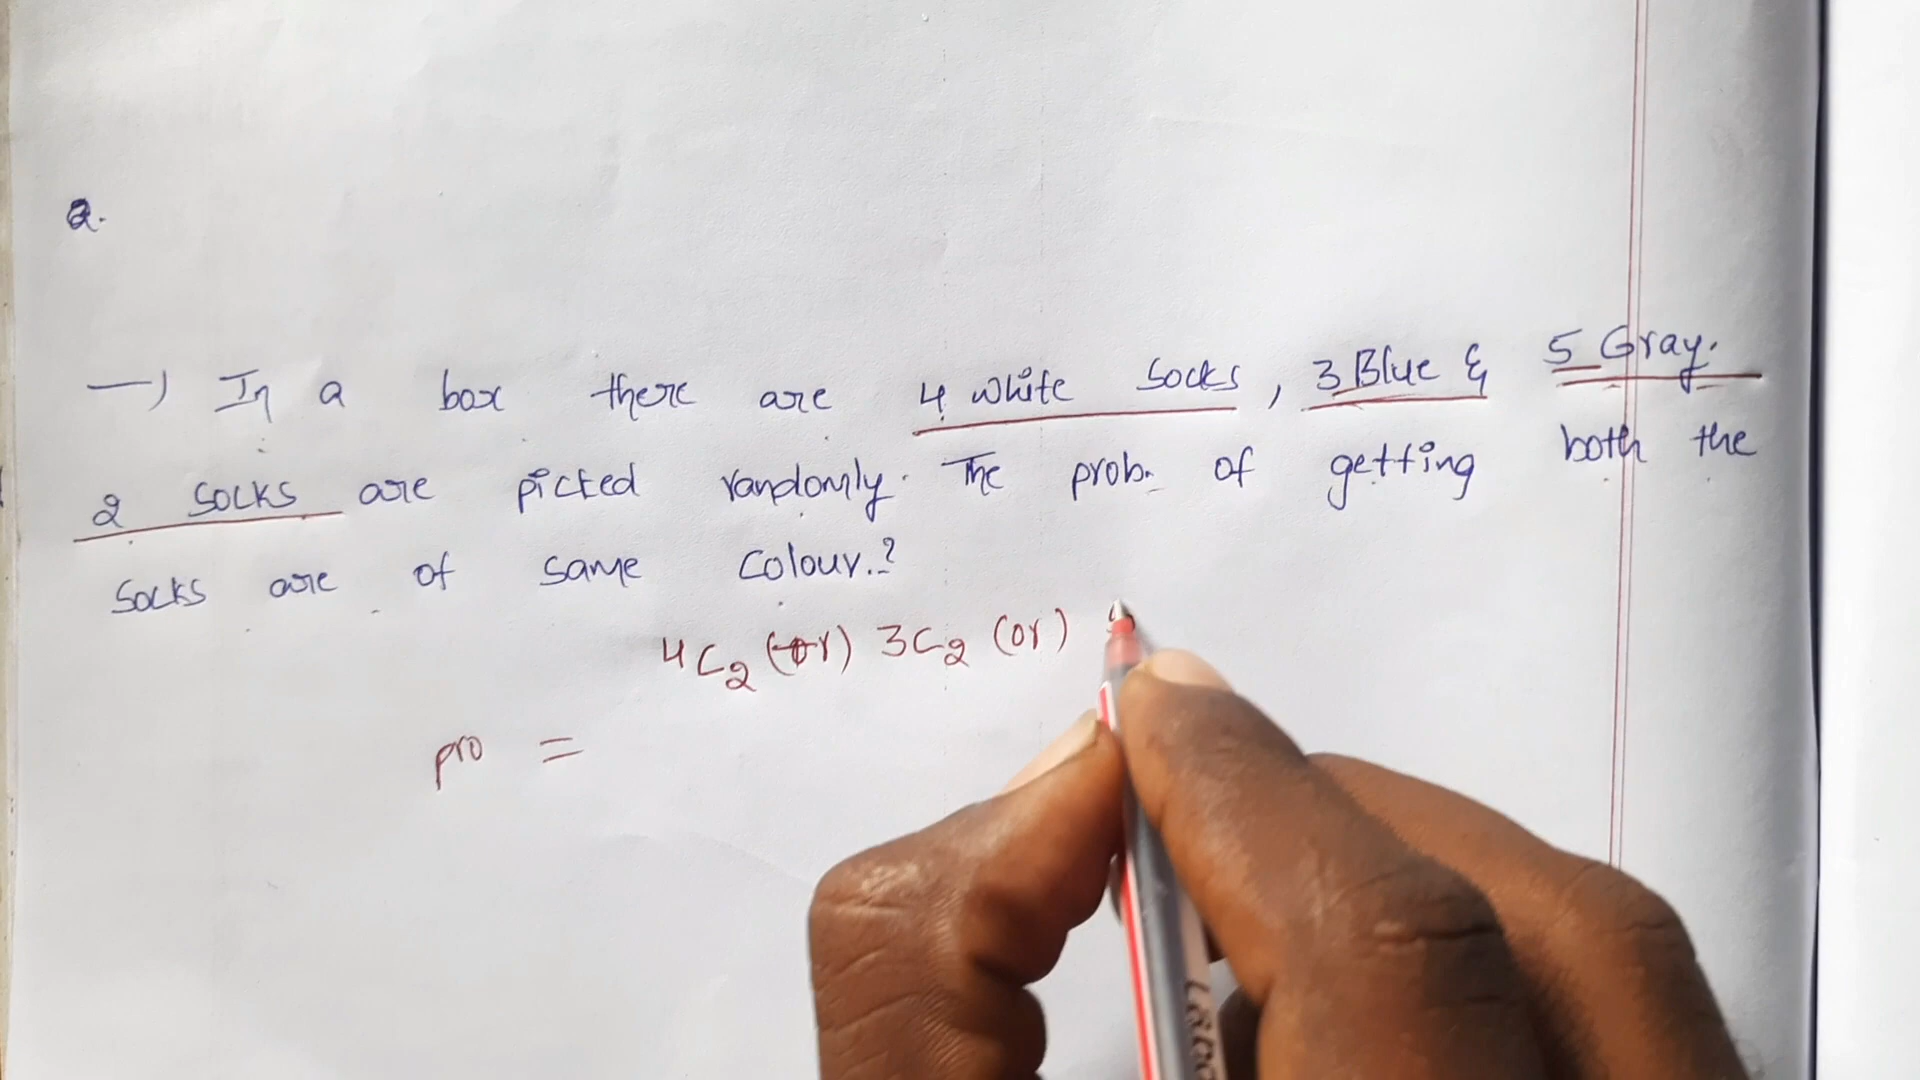 2.
—) In a box there are 4 white socks, 3 Blue & 5 Gray.
2 socks are picked randomly. The prob. of getting both the
socks are of same colour.?
4C2 (or) 3C2 (or)
pro =